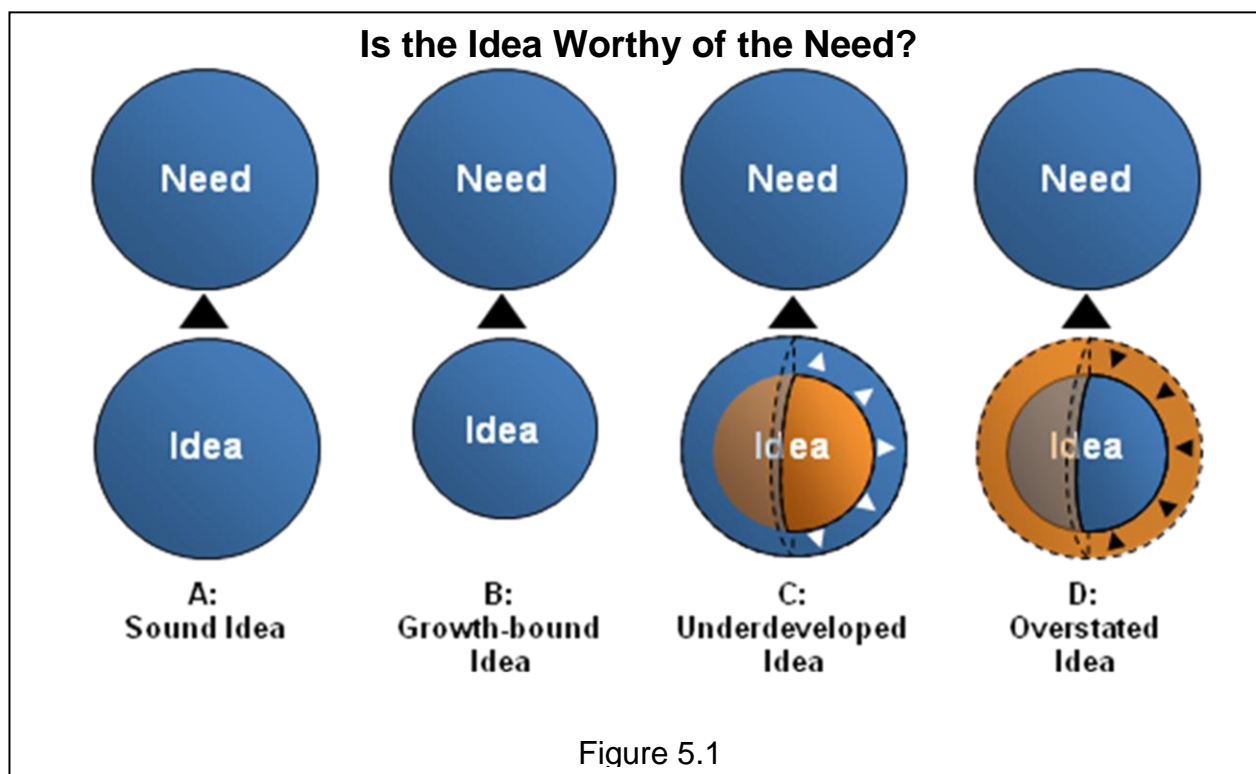 Is the Idea Worthy of the Need?
Need Need Need Need
Idea Idea Idea Idea
A: B: C: D:
Sound Idea Growth-bound Underdeveloped Overstated
Idea Idea Idea
Figure 5.1